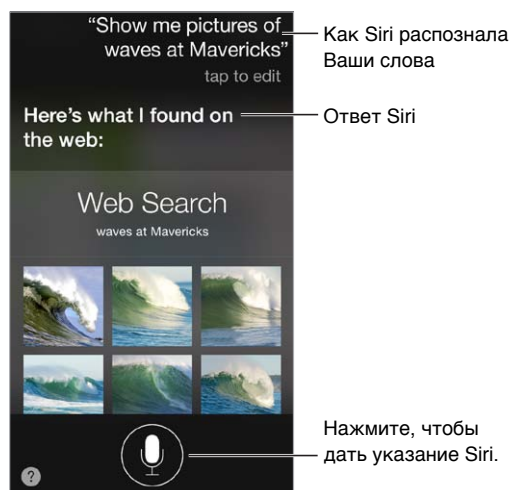 “Show me pictures of
waves at Mavericks”
tap to edit
Как Siri распознала
Ваши слова
Here’s what I found on
the web:
Ответ Siri
Web Search
waves at Mavericks
Нажмите, чтобы
дать указание Siri.
?